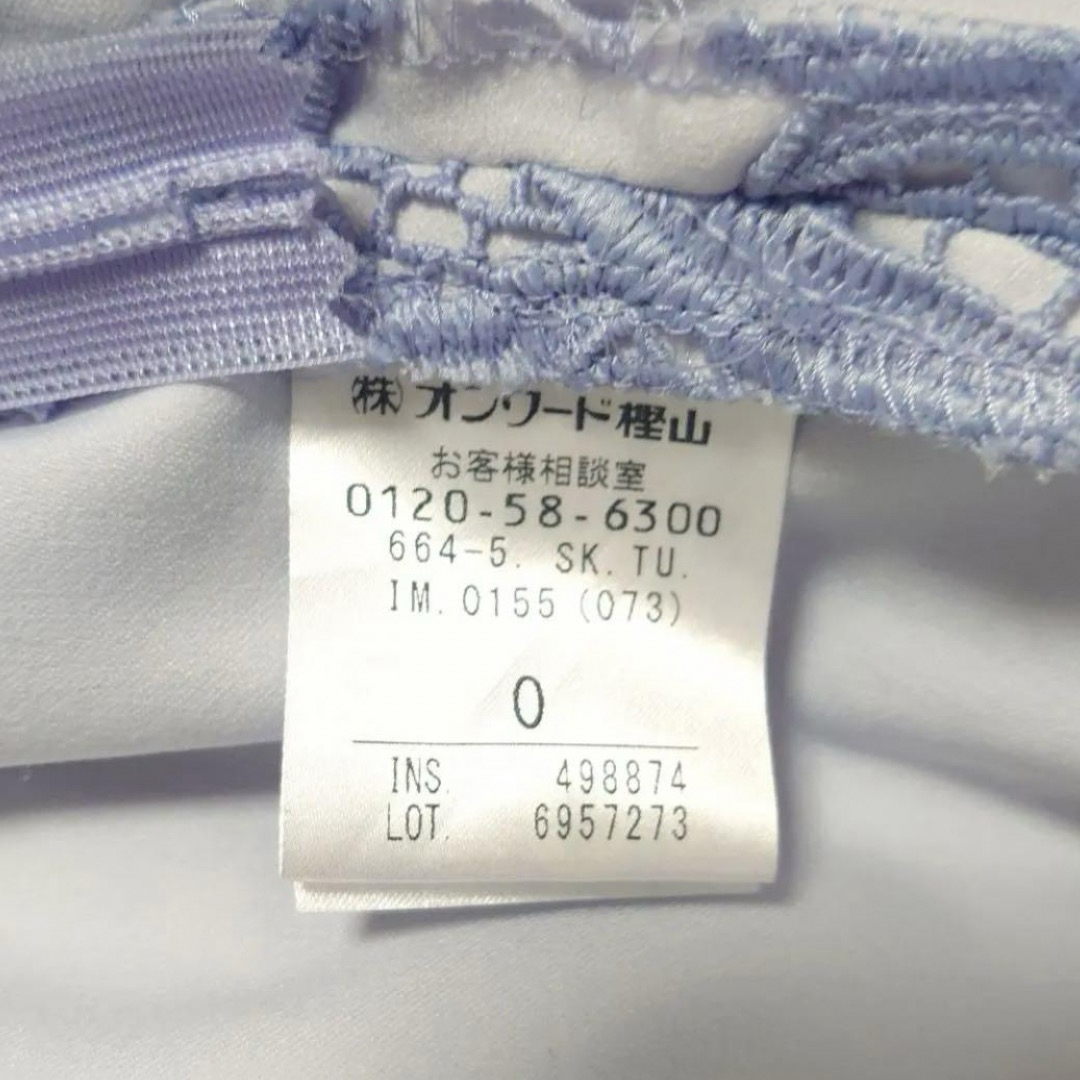 (株)オンワード樫山
お客様相談室
0120-58-6300
664-5. SK.TU.
IM.0155(073)
0
INS. 498874
LOT. 6957273